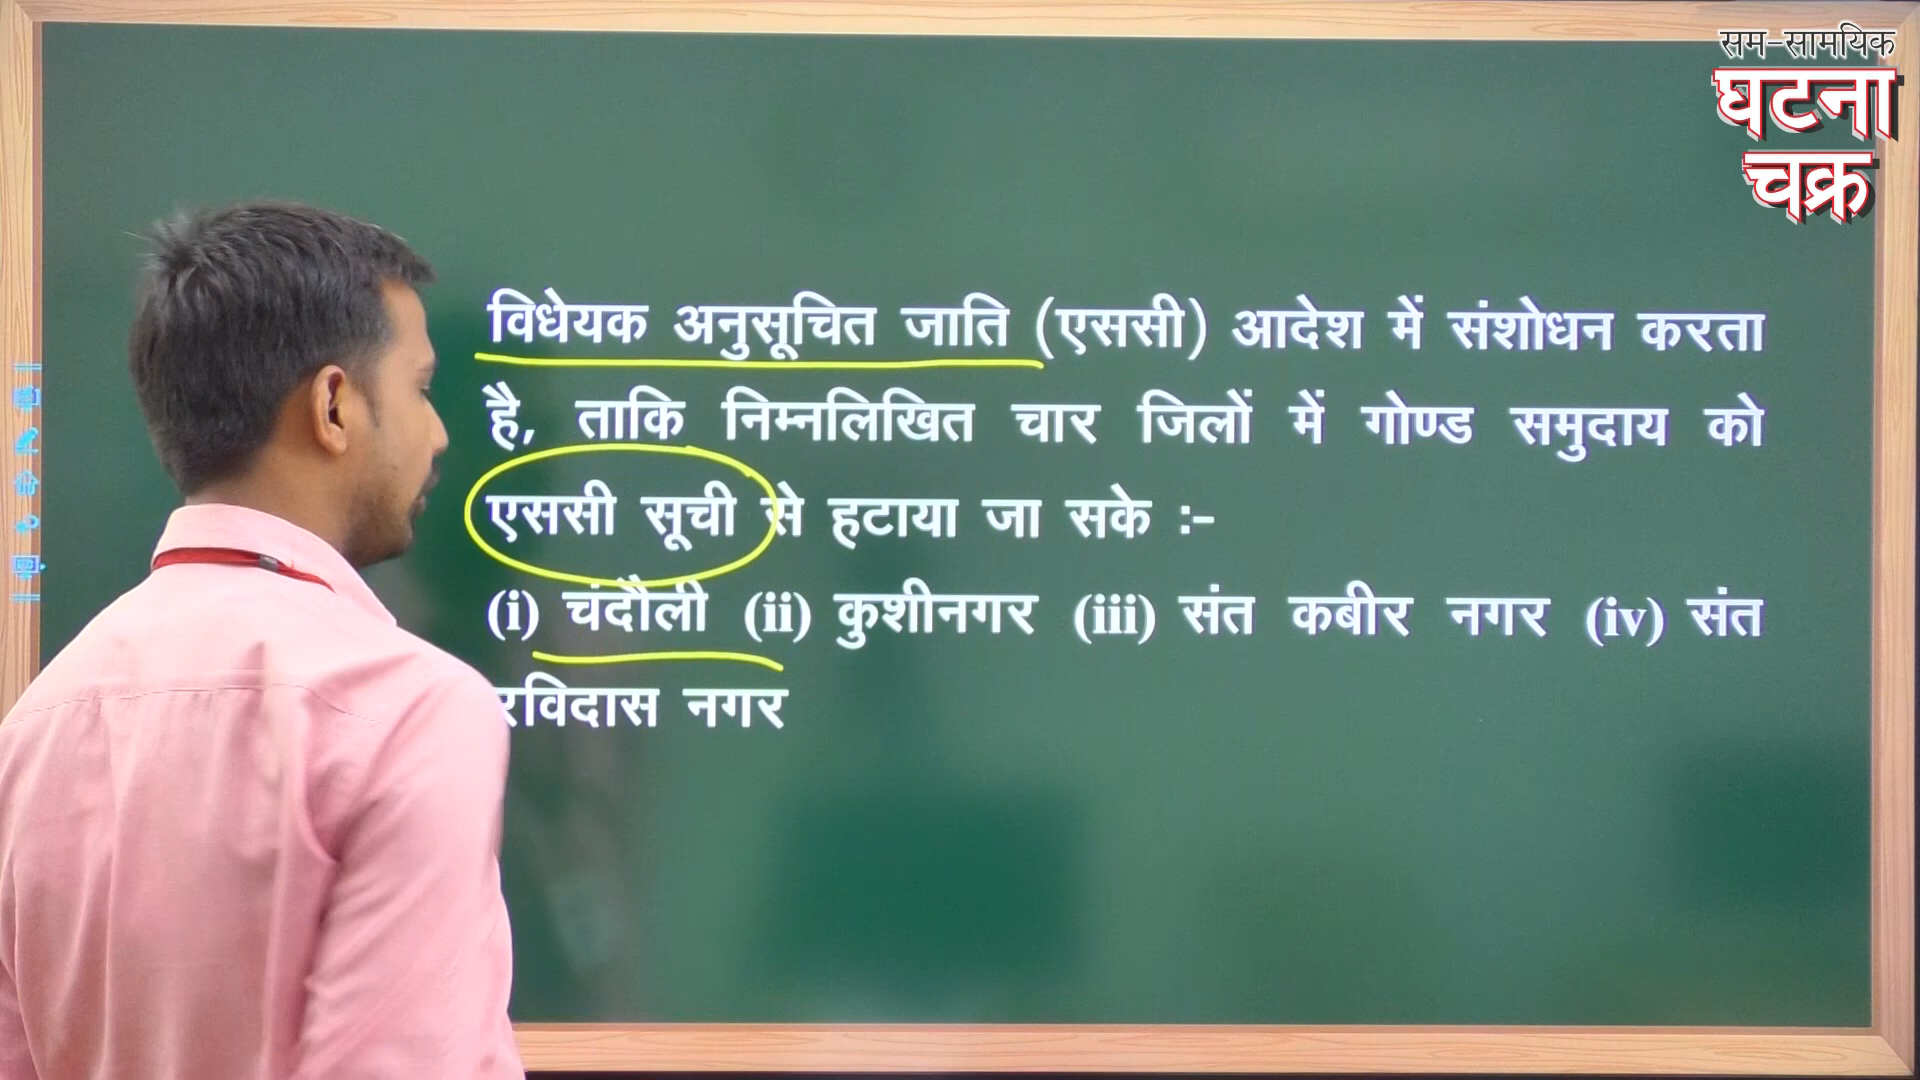 सम-सामयिक
घटना
चक्र
विधेयक अनुसूचित जाति (एससी) आदेश में संशोधन करता
है, ताकि निम्नलिखित चार जिलों में गोण्ड समुदाय को
एससी सूची से हटाया जा सके :-
(i) चंदौली (ii) कुशीनगर (iii) संत कबीर नगर (iv) संत
रविदास नगर